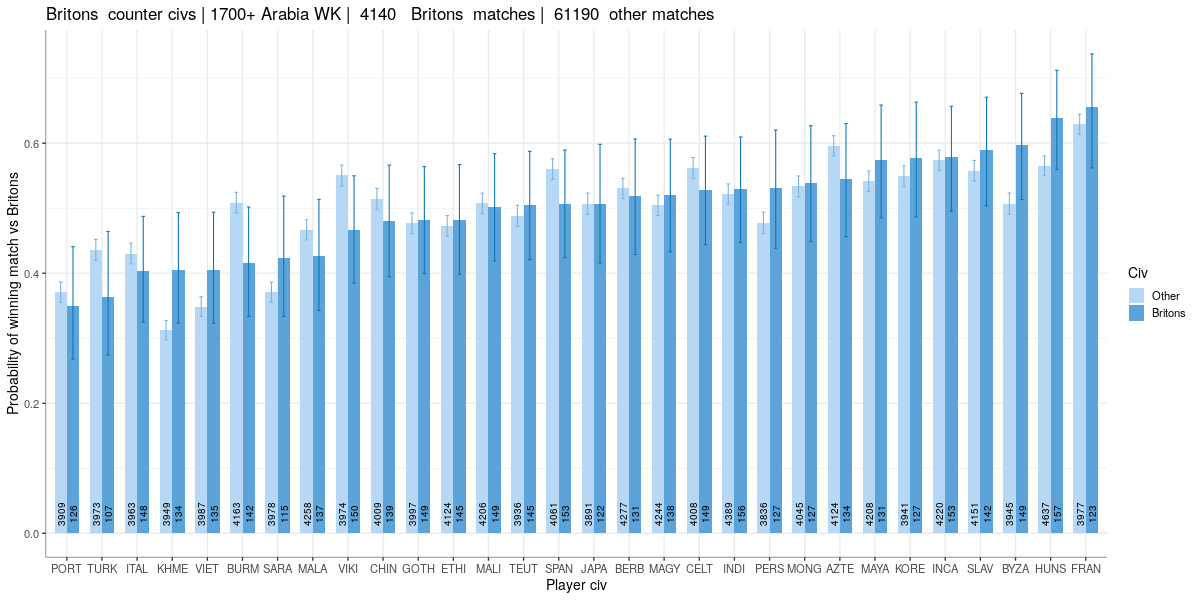 Britons counter civs | 1700+ Arabia WK | 4140 Britons matches | 61190 other matches
Probability of winning match vs Britons
0.6
0.4
0.2
0.0
3909 126 3973 107 3963 148 3949 134 3987 135 4163 142 3978 115 4258 137 3974 150 4009 139 3997 149 4124 145 4206 149 3936 145 4061 153 3891 122 4277 131 4244 138 4008 149 4389 156 3836 127 4045 127 4124 134 4208 131 3941 127 4220 153 4151 142 3945 149 4637 157 3977 123
PORT TURK ITAL KHME VIET BURM SARA MALA VIKI CHIN GOTH ETHI MALI TEUT SPAN JAPA BERB MAGY CELT INDI PERS MONG AZTE MAYA KORE INCA SLAV BYZA HUNS FRAN
Player civ
Civ
Other
Britons